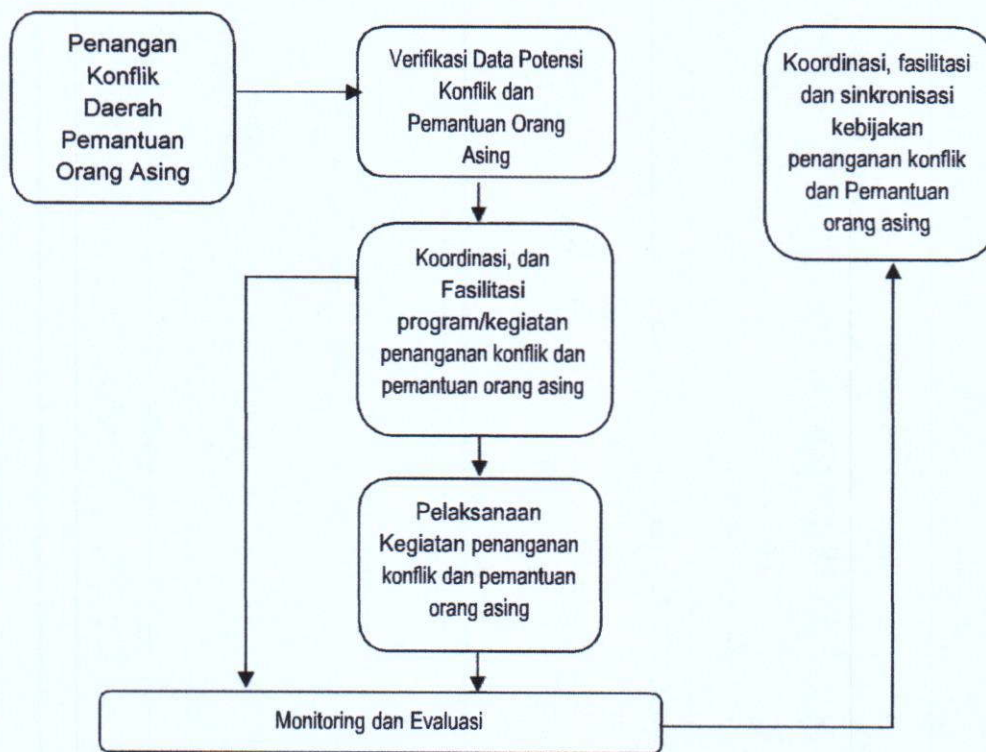 Penangan
Konflik
Daerah
Pemantuan
Orang Asing
Verifikasi Data Potensi
Konflik dan
Pemantuan Orang
Asing
Koordinasi, dan
Fasilitasi
program/kegiatan
penanganan konflik dan
pemantuan orang asing
Pelaksanaan
Kegiatan penanganan
konflik dan pemantuan
orang asing
Monitoring dan Evaluasi
Koordinasi, fasilitasi
dan sinkronisasi
kebijakan
penanganan konflik
dan Pemantuan
orang asing